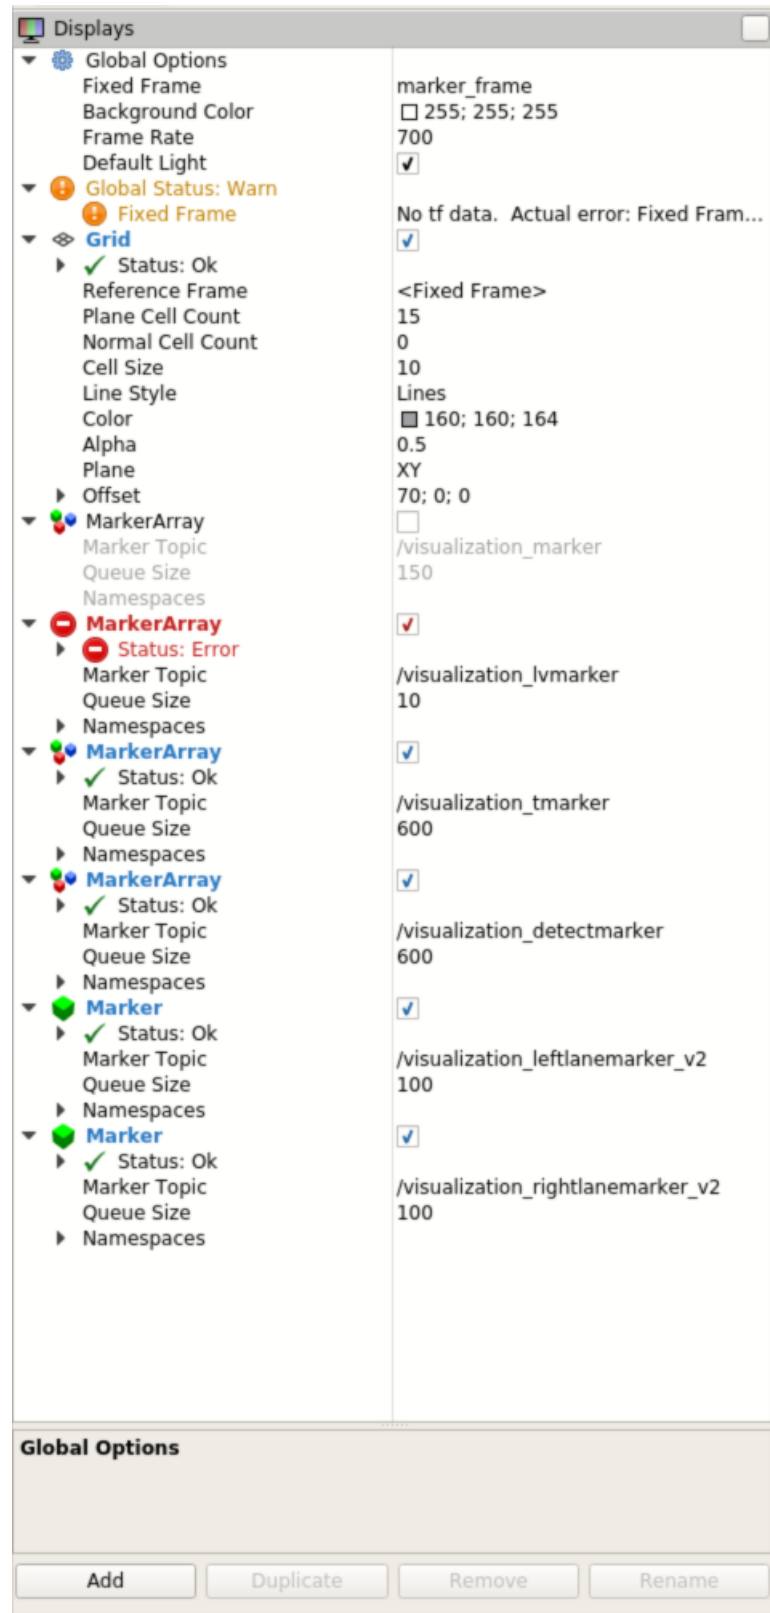 Displays
Global Options
Fixed Frame marker_frame
Background Color 255; 255; 255
Frame Rate 700
Default Light
Global Status: Warn
Fixed Frame No tf data.  Actual error: Fixed Fram...
Grid
Status: Ok
Reference Frame <Fixed Frame>
Plane Cell Count 15
Normal Cell Count 0
Cell Size 10
Line Style Lines
Color 160; 160; 164
Alpha 0.5
Plane XY
Offset 70; 0; 0
MarkerArray
Marker Topic /visualization_marker
Queue Size 150
Namespaces
MarkerArray
Status: Error
Marker Topic /visualization_lvmarker
Queue Size 10
Namespaces
MarkerArray
Status: Ok
Marker Topic /visualization_tmarker
Queue Size 600
Namespaces
MarkerArray
Status: Ok
Marker Topic /visualization_detectmarker
Queue Size 600
Namespaces
Marker
Status: Ok
Marker Topic /visualization_leftlanemarker_v2
Queue Size 100
Namespaces
Marker
Status: Ok
Marker Topic /visualization_rightlanemarker_v2
Queue Size 100
Namespaces
Global Options
Add Duplicate Remove Rename